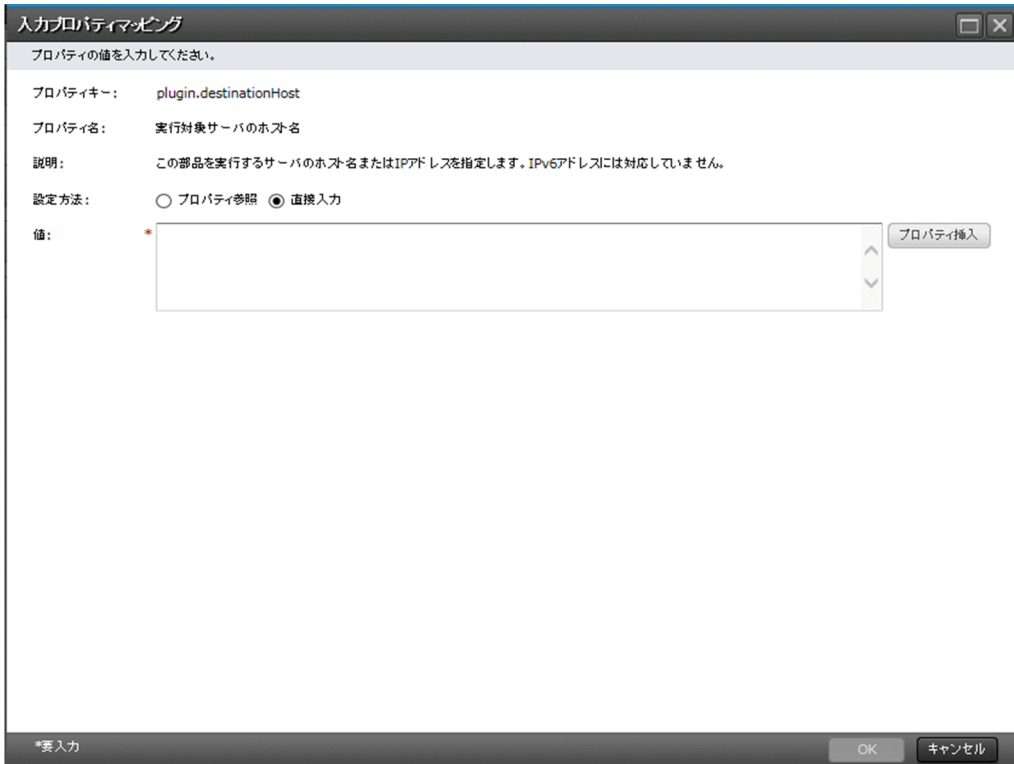 入力プロパティマッピング
プロパティの値を入力してください。
プロパティキー: plugin.destinationHost
プロパティ名: 実行対象サーバのホスト名
説明: この部品を実行するサーバのホスト名またはIPアドレスを指定します。IPv6アドレスには対応していません。
設定方法: プロパティ参照 直接入力
値: * プロパティ挿入
*要入力 OK キャンセル